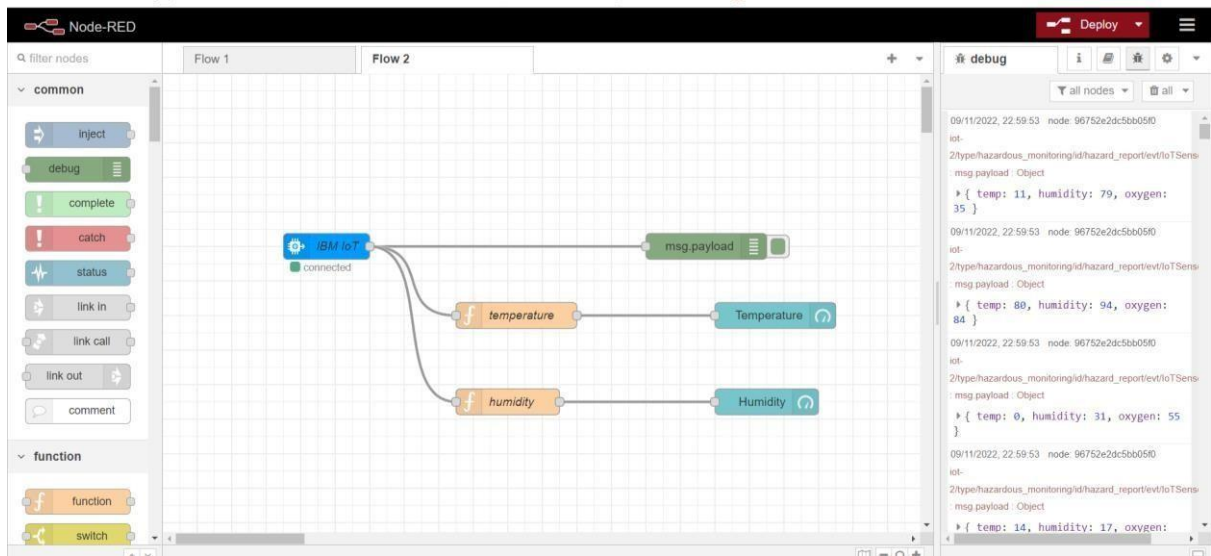 Node-RED
Deploy
filter nodes
Flow 1
Flow 2
debug
i
common
all nodes
all
inject
debug
complete
catch
status
link in
link call
link out
comment
function
function
switch
IBM IoT
connected
msg.payload
temperature
Temperature
humidity
Humidity
09/11/2022, 22:59:53 node: 96752e2dc5bb05f0
iot-
2/type/hazardous_monitoring/id/hazard_report/evt/IoTSens
: msg.payload : Object
{ temp: 11, humidity: 79, oxygen:
35 }
09/11/2022, 22:59:53 node: 96752e2dc5bb05f0
iot-
2/type/hazardous_monitoring/id/hazard_report/evt/IoTSens
: msg.payload : Object
{ temp: 80, humidity: 94, oxygen:
84 }
09/11/2022, 22:59:53 node: 96752e2dc5bb05f0
iot-
2/type/hazardous_monitoring/id/hazard_report/evt/IoTSens
: msg.payload : Object
{ temp: 0, humidity: 31, oxygen: 55
}
09/11/2022, 22:59:53 node: 96752e2dc5bb05f0
iot-
2/type/hazardous_monitoring/id/hazard_report/evt/IoTSens
: msg.payload : Object
{ temp: 14, humidity: 17, oxygen: